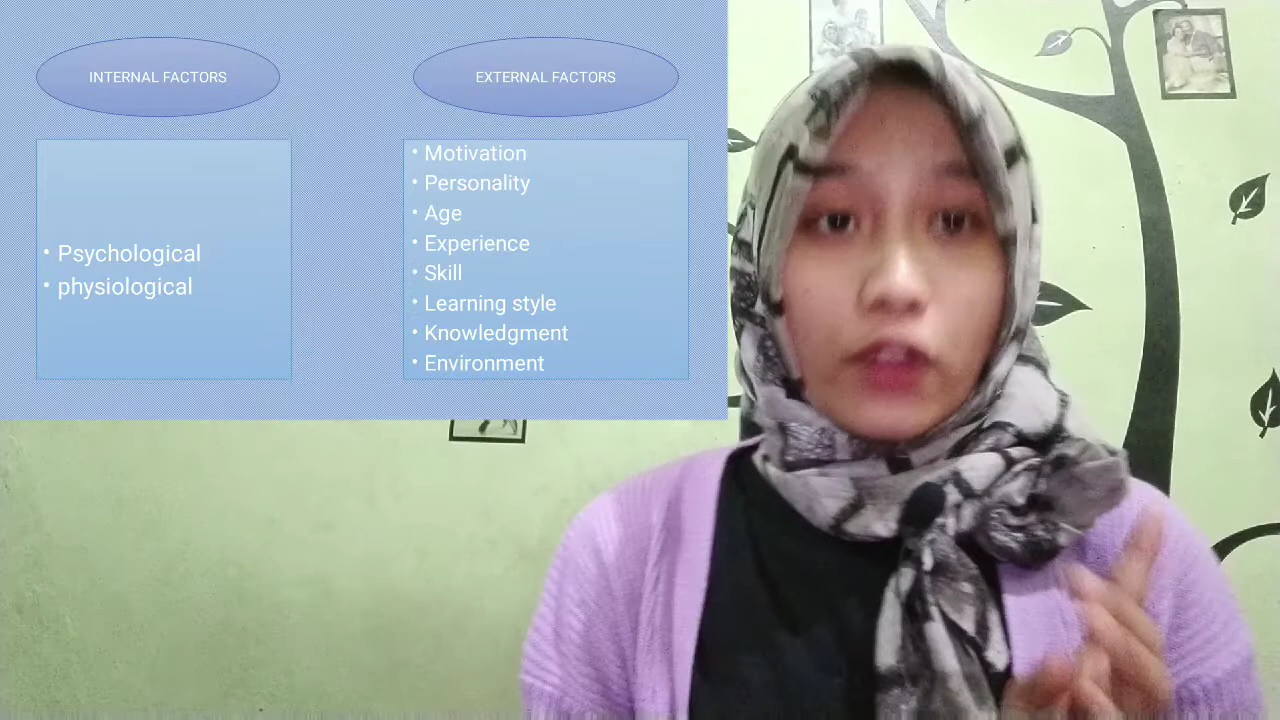 INTERNAL FACTORS
• Psychological
• physiological
EXTERNAL FACTORS
• Motivation
• Personality
• Age
• Experience
• Skill
• Learning style
• Knowledgment
• Environment